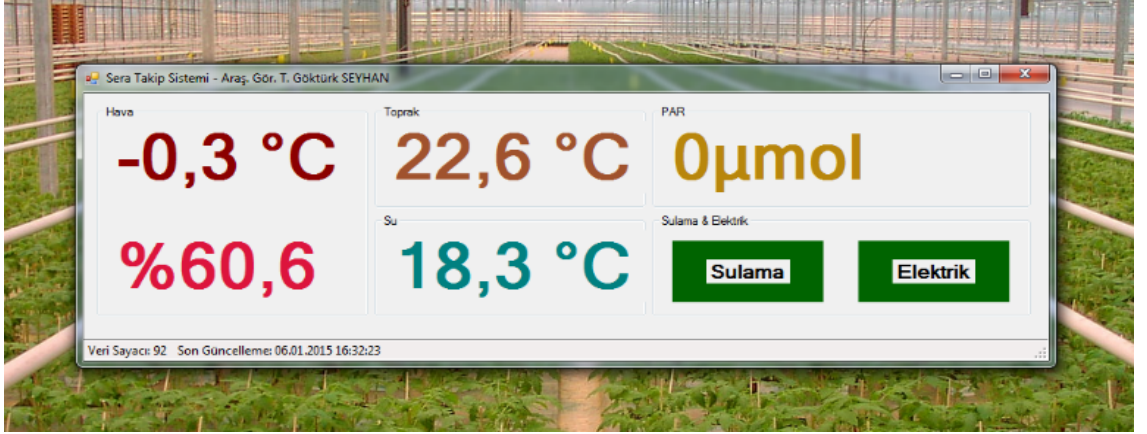 Sera Takip Sistemi - Araş. Gör. T. Göktürk SEYHAN
Hava
-0,3 °C
%60,6
Toprak
22,6 °C
Su
18,3 °C
PAR
0µmol
Sulama & Elektrik
Sulama
Elektrik
Veri Sayacı: 92 Son Güncelleme: 06.01.2015 16:32:23